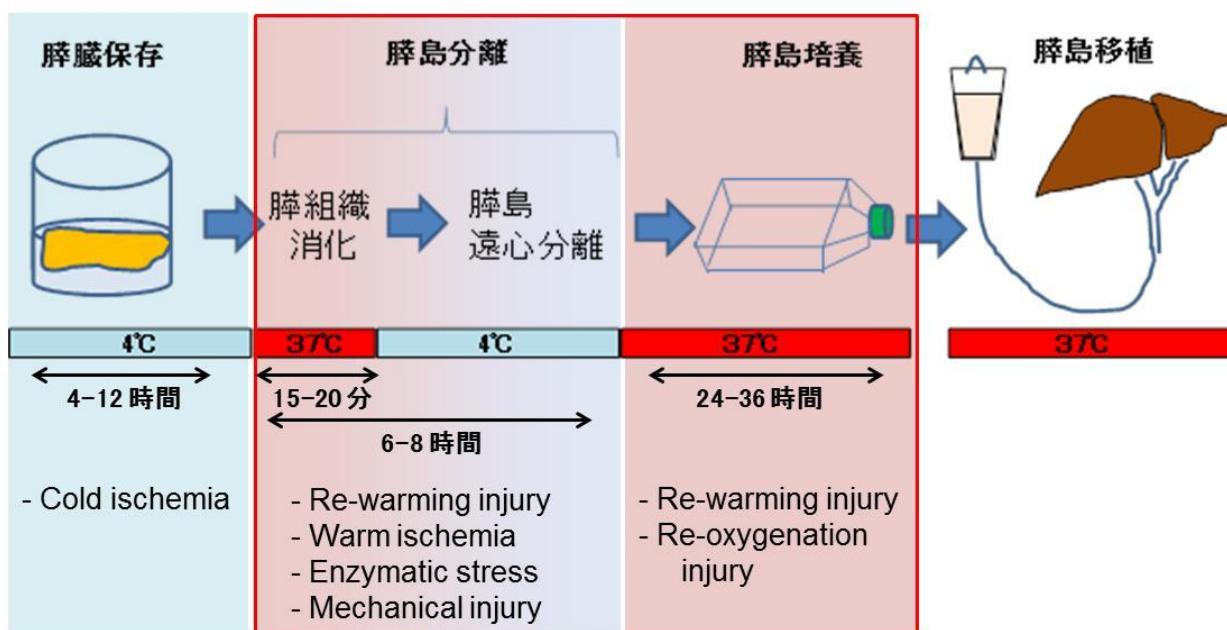 膵臓保存
膵島分離
膵島培養
膵島移植
膵組織
消化
膵島
遠心分離
4℃
37℃
4℃
37℃
37℃
4-12 時間
15-20 分
6-8 時間
24-36 時間
- Cold ischemia
- Re-warming injury
- Warm ischemia
- Enzymatic stress
- Mechanical injury
- Re-warming injury
- Re-oxygenation
injury